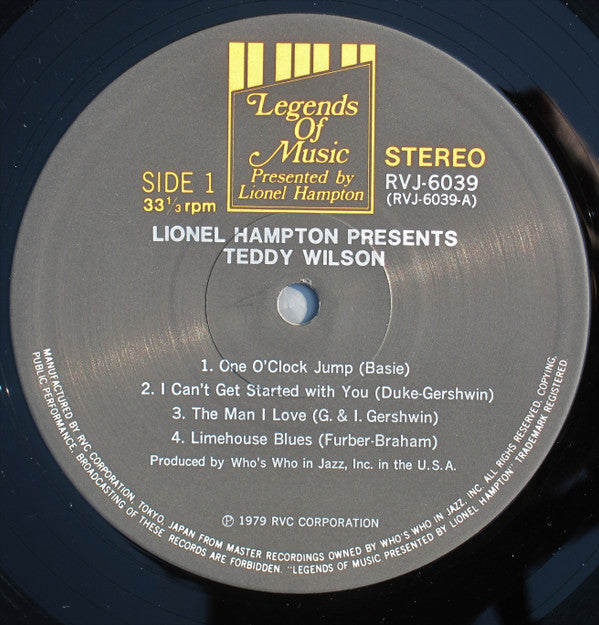 Legends
Of
Music
Presented by
Lionel Hampton
SIDE 1
33 1/3 rpm
STEREO
RVJ-6039
(RVJ-6039-A)
LIONEL HAMPTON PRESENTS
TEDDY WILSON
1. One O'Clock Jump (Basie)
2. I Can't Get Started with You (Duke-Gershwin)
3. The Man I Love (G. & I. Gershwin)
4. Limehouse Blues (Furber-Braham)
Produced by Who's Who in Jazz, Inc. in the U.S.A.
℗ 1979 RVC CORPORATION
MANUFACTURED BY RVC CORPORATION, TOKYO, JAPAN FROM MASTER RECORDINGS OWNED BY WHO'S WHO IN JAZZ, INC. ALL RIGHTS RESERVED. COPYING,
PUBLIC PERFORMANCE, BROADCASTING OF THESE RECORDS ARE FORBIDDEN. "LEGENDS OF MUSIC PRESENTED BY LIONEL HAMPTON" TRADEMARK REGISTERED